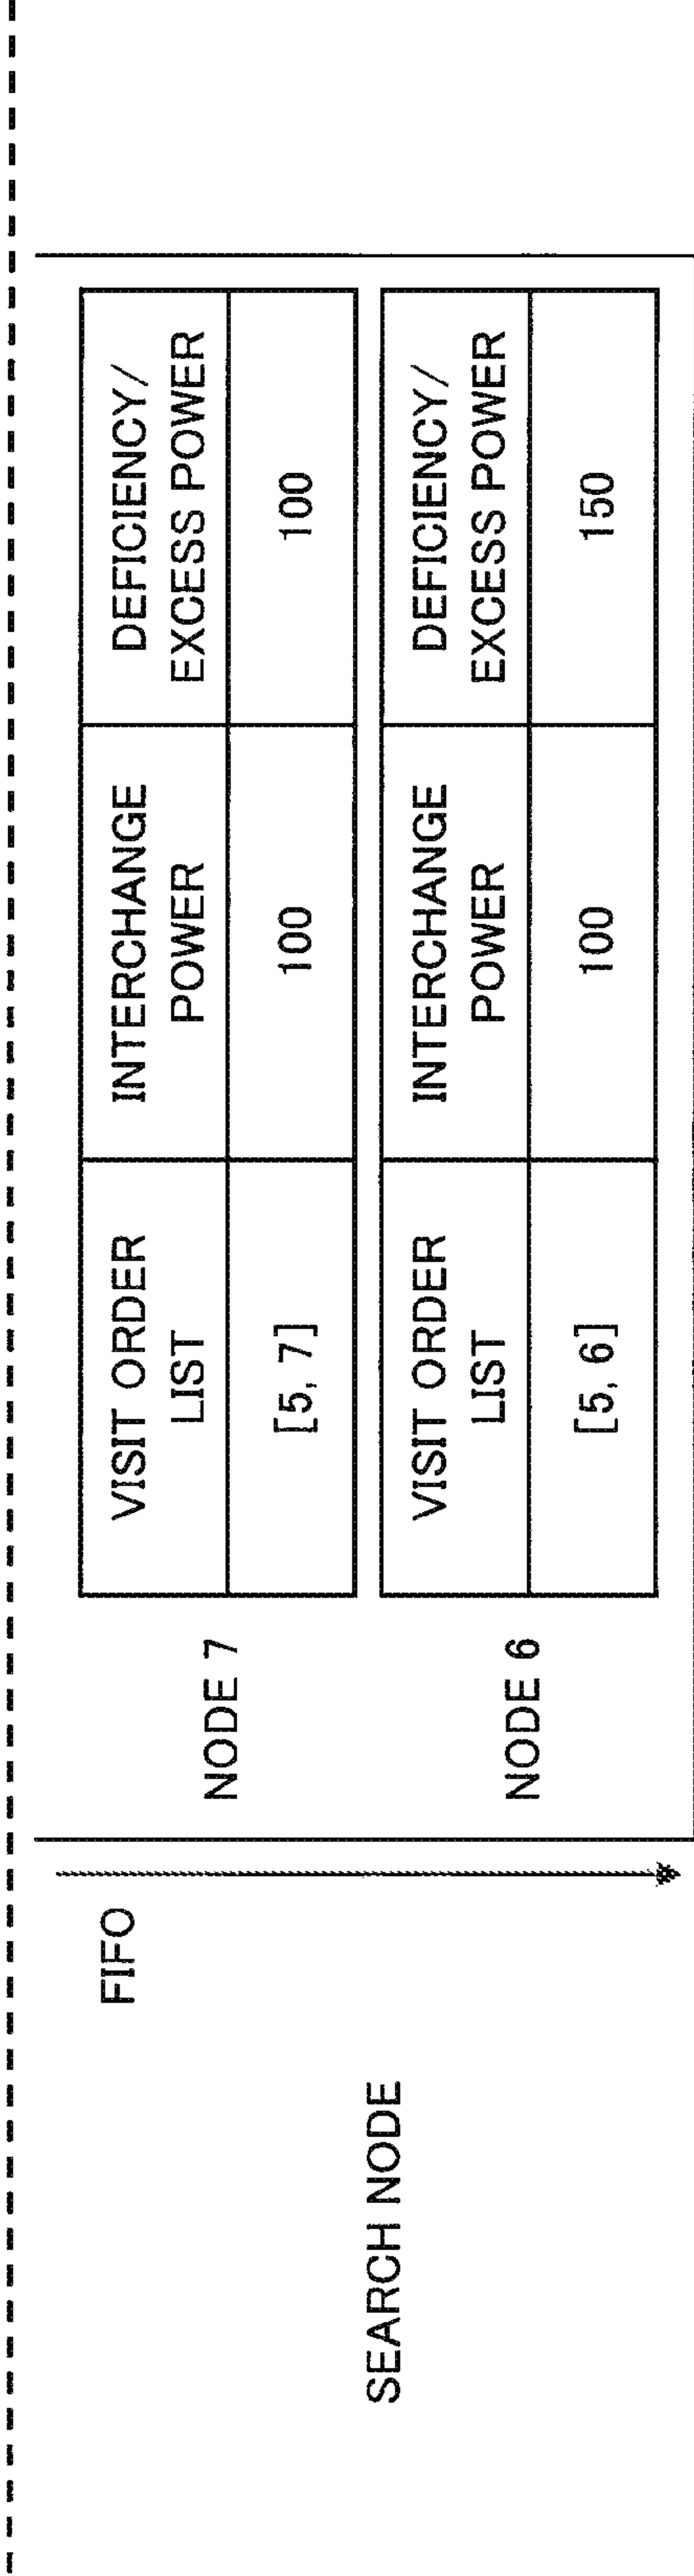 FIFO
SEARCH NODE
NODE 7
VISIT ORDER
LIST
INTERCHANGE
POWER
DEFICIENCY/
EXCESS POWER
[5, 7]
100
100
NODE 6
VISIT ORDER
LIST
INTERCHANGE
POWER
DEFICIENCY/
EXCESS POWER
[5, 6]
100
150